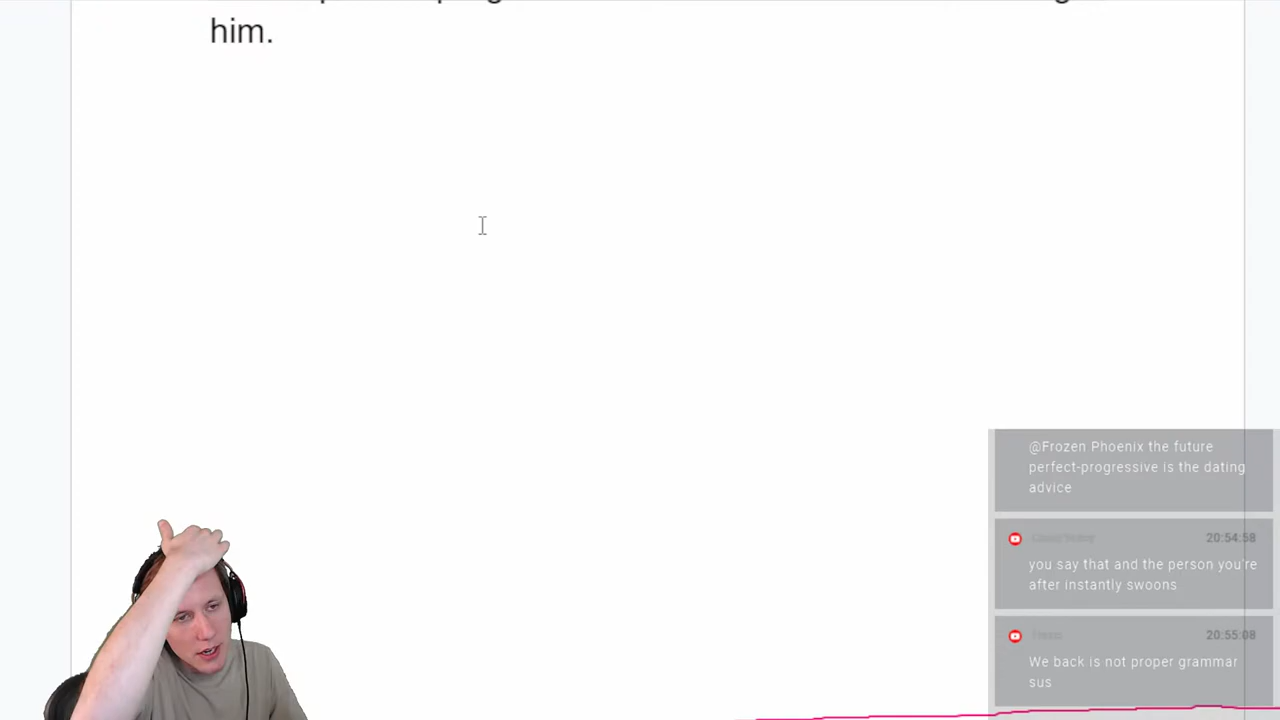 him.
@Frozen Phoenix the future
perfect-progressive is the dating
advice
20:54:58
you say that and the person you're
after instantly swoons
20:55:08
We back is not proper grammar
sus